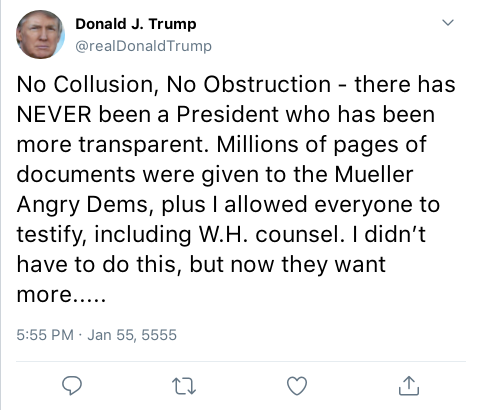 Donald J. Trump
@realDonaldTrump
No Collusion, No Obstruction - there has
NEVER been a President who has been
more transparent. Millions of pages of
documents were given to the Mueller
Angry Dems, plus I allowed everyone to
testify, including W.H. counsel. I didn’t
have to do this, but now they want
more.....
5:55 PM · Jan 55, 5555